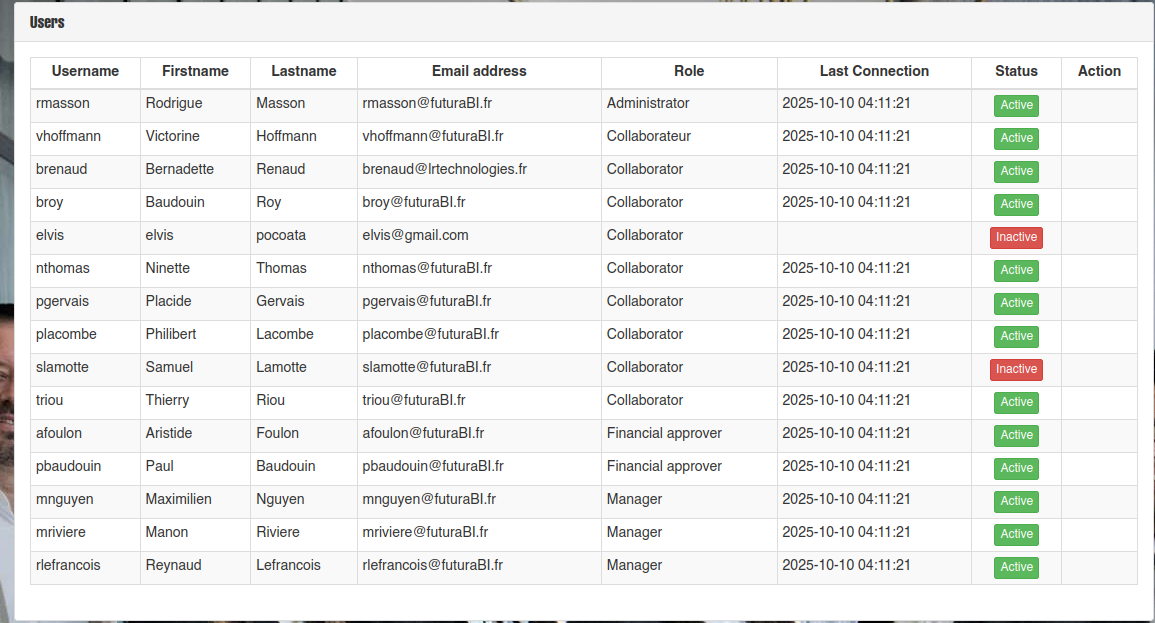 Users
Username Firstname Lastname Email address Role Last Connection Status Action
rmasson Rodrigue Masson rmasson@futuraBI.fr Administrator 2025-10-10 04:11:21 Active
vhoffmann Victorine Hoffmann vhoffmann@futuraBI.fr Collaborateur 2025-10-10 04:11:21 Active
brenaud Bernadette Renaud brenaud@lrtechnologies.fr Collaborator 2025-10-10 04:11:21 Active
broy Baudouin Roy broy@futuraBI.fr Collaborator 2025-10-10 04:11:21 Active
elvis elvis pocoata elvis@gmail.com Collaborator Inactive
nthomas Ninette Thomas nthomas@futuraBI.fr Collaborator 2025-10-10 04:11:21 Active
pgervais Placide Gervais pgervais@futuraBI.fr Collaborator 2025-10-10 04:11:21 Active
placombe Philibert Lacombe placombe@futuraBI.fr Collaborator 2025-10-10 04:11:21 Active
slamotte Samuel Lamotte slamotte@futuraBI.fr Collaborator 2025-10-10 04:11:21 Inactive
triou Thierry Riou triou@futuraBI.fr Collaborator 2025-10-10 04:11:21 Active
afoulon Aristide Foulon afoulon@futuraBI.fr Financial approver 2025-10-10 04:11:21 Active
pbaudouin Paul Baudouin pbaudouin@futuraBI.fr Financial approver 2025-10-10 04:11:21 Active
mnguyen Maximilien Nguyen mnguyen@futuraBI.fr Manager 2025-10-10 04:11:21 Active
mriviere Manon Riviere mriviere@futuraBI.fr Manager 2025-10-10 04:11:21 Active
rlefrancois Reynaud Lefrancois rlefrancois@futuraBI.fr Manager 2025-10-10 04:11:21 Active